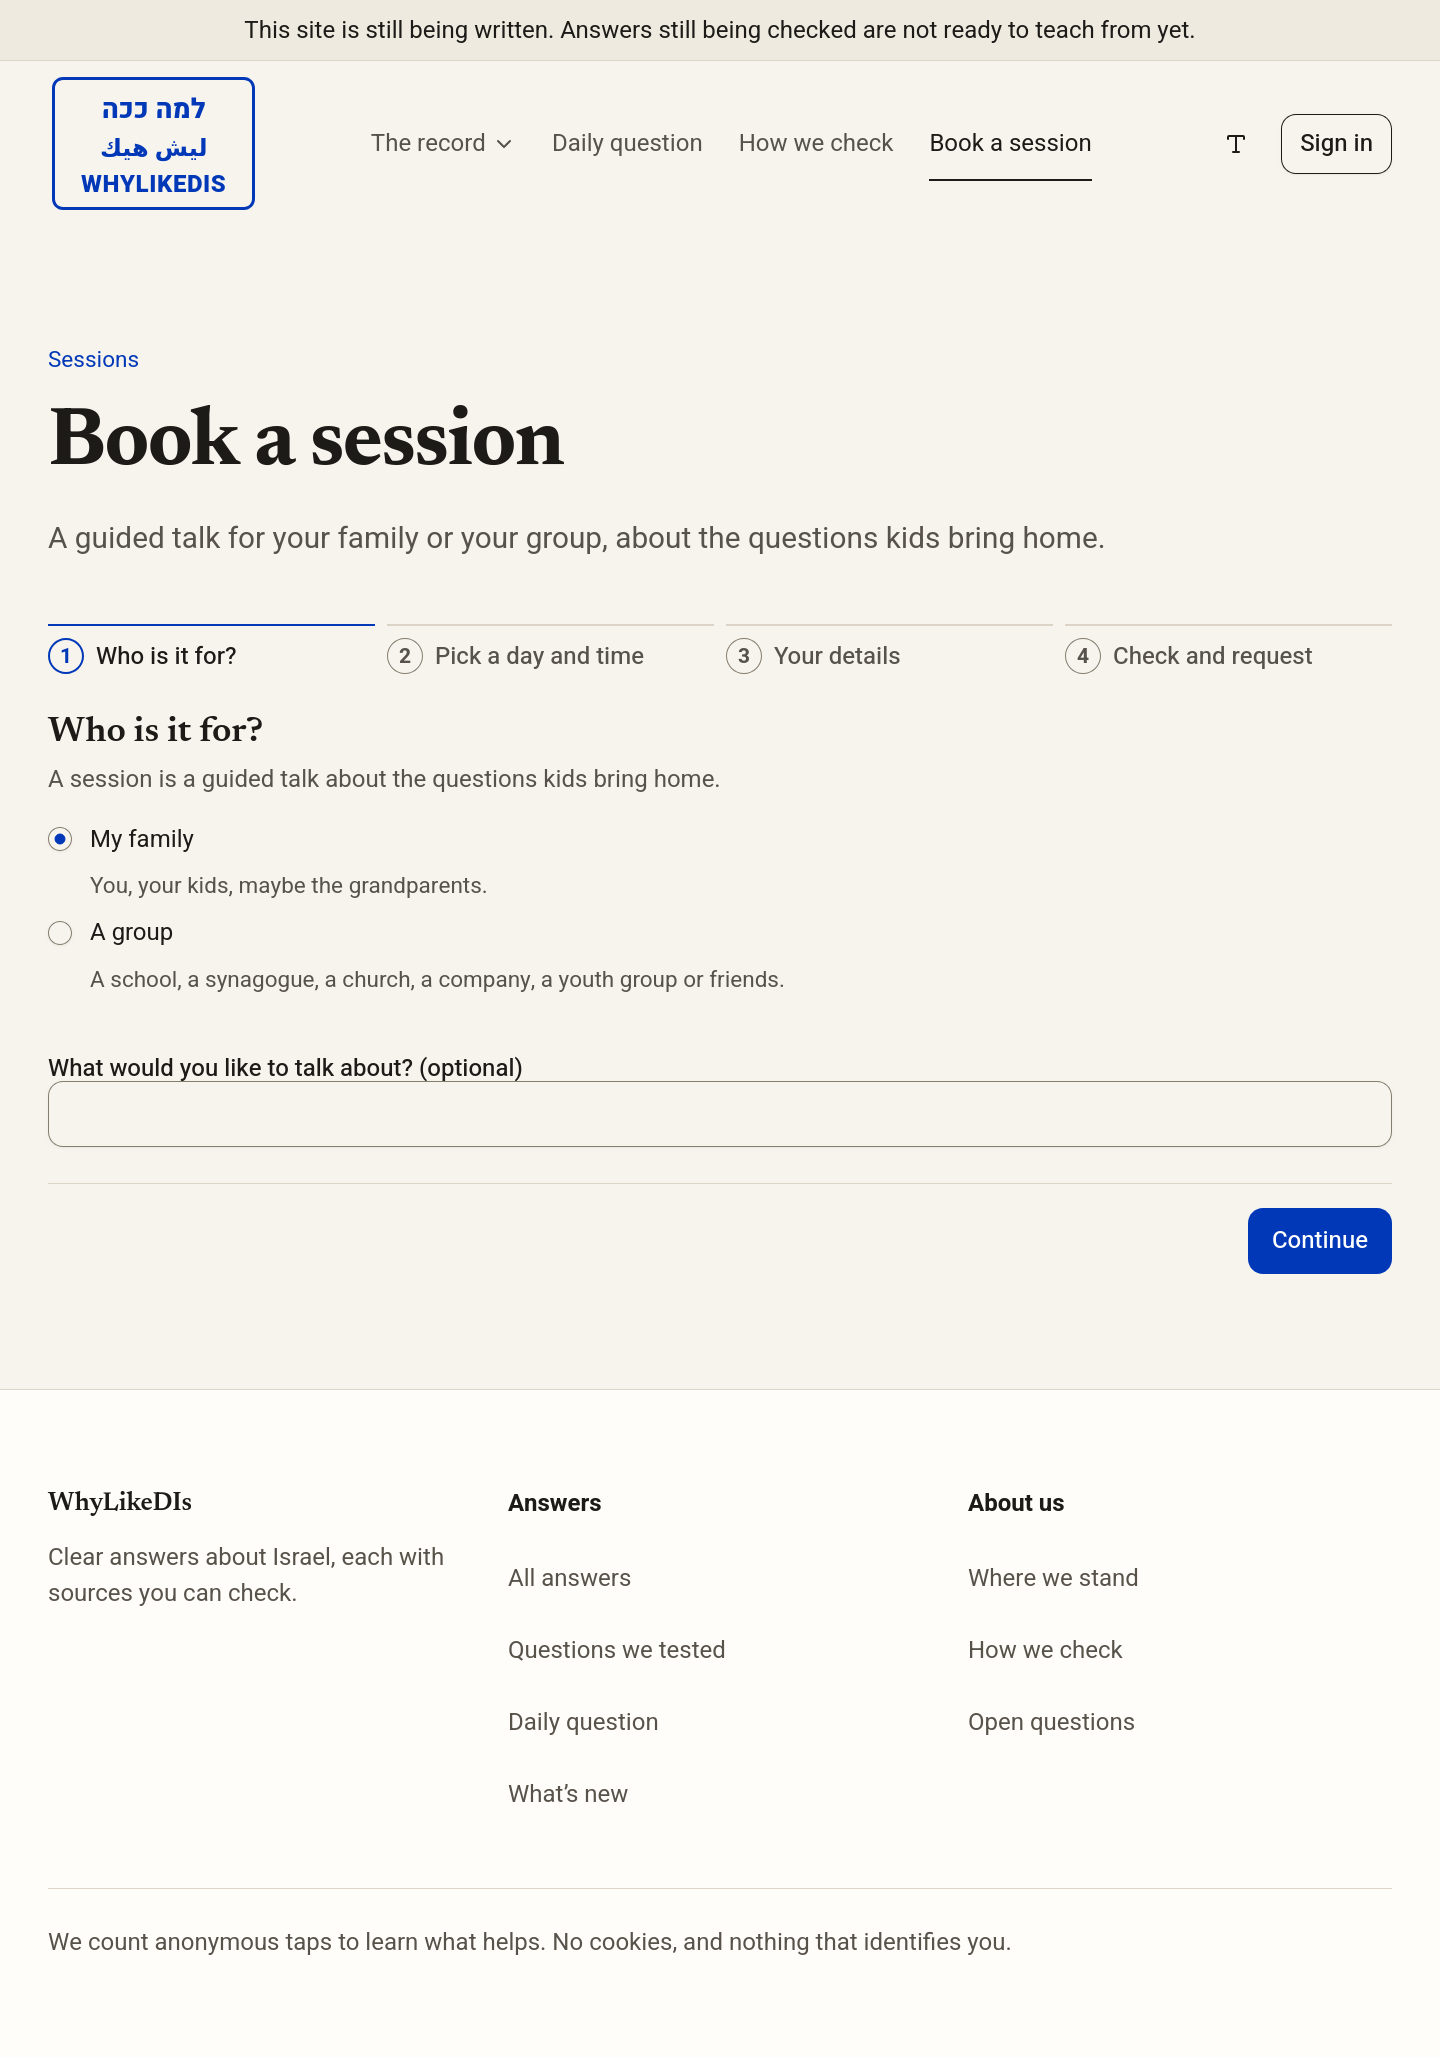 This site is still being written. Answers still being checked are not ready to teach from yet.
למה ככה
ليش هيك
WHYLIKEDIS
The record
Daily question
How we check
Book a session
Sign in
Sessions
Book a session
A guided talk for your family or your group, about the questions kids bring home.
1 Who is it for?
2 Pick a day and time
3 Your details
4 Check and request
Who is it for?
A session is a guided talk about the questions kids bring home.
My family
You, your kids, maybe the grandparents.
A group
A school, a synagogue, a church, a company, a youth group or friends.
What would you like to talk about? (optional)
Continue
WhyLikeDIs
Clear answers about Israel, each with
sources you can check.
Answers
All answers
Questions we tested
Daily question
What’s new
About us
Where we stand
How we check
Open questions
We count anonymous taps to learn what helps. No cookies, and nothing that identifies you.